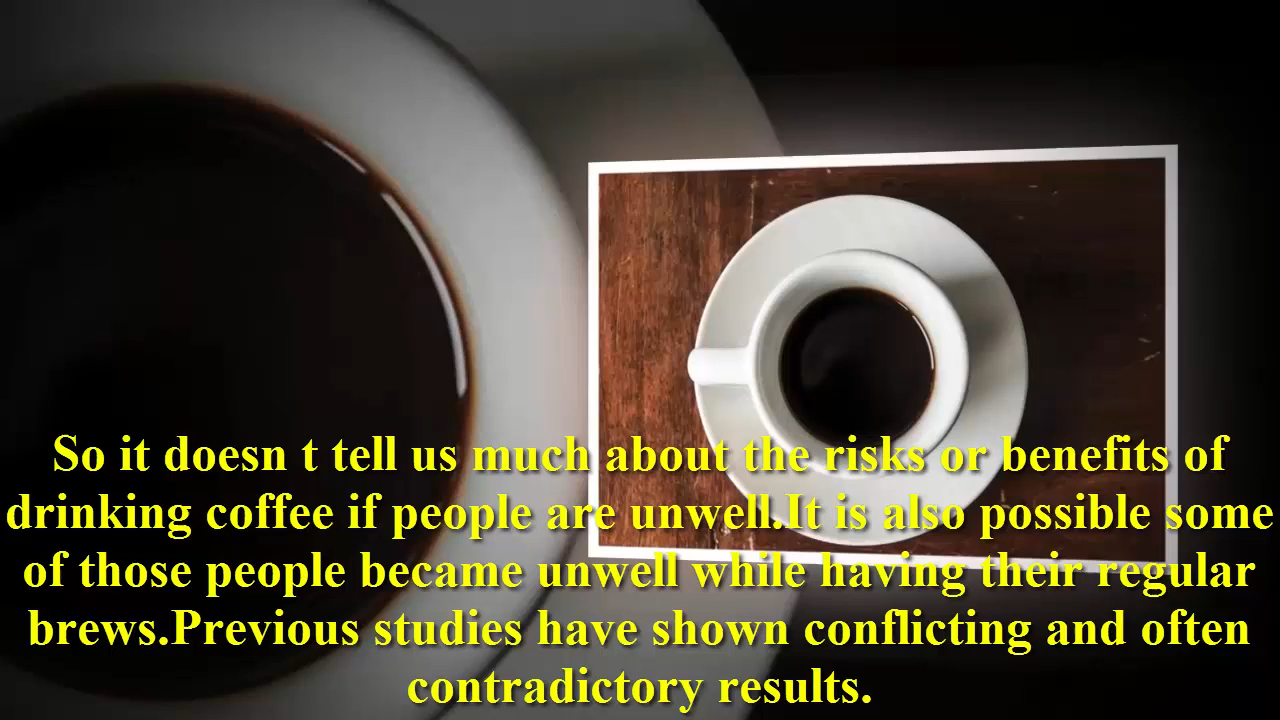 So it doesn t tell us much about the risks or benefits of
drinking coffee if people are unwell.It is also possible some
of those people became unwell while having their regular
brews.Previous studies have shown conflicting and often
contradictory results.